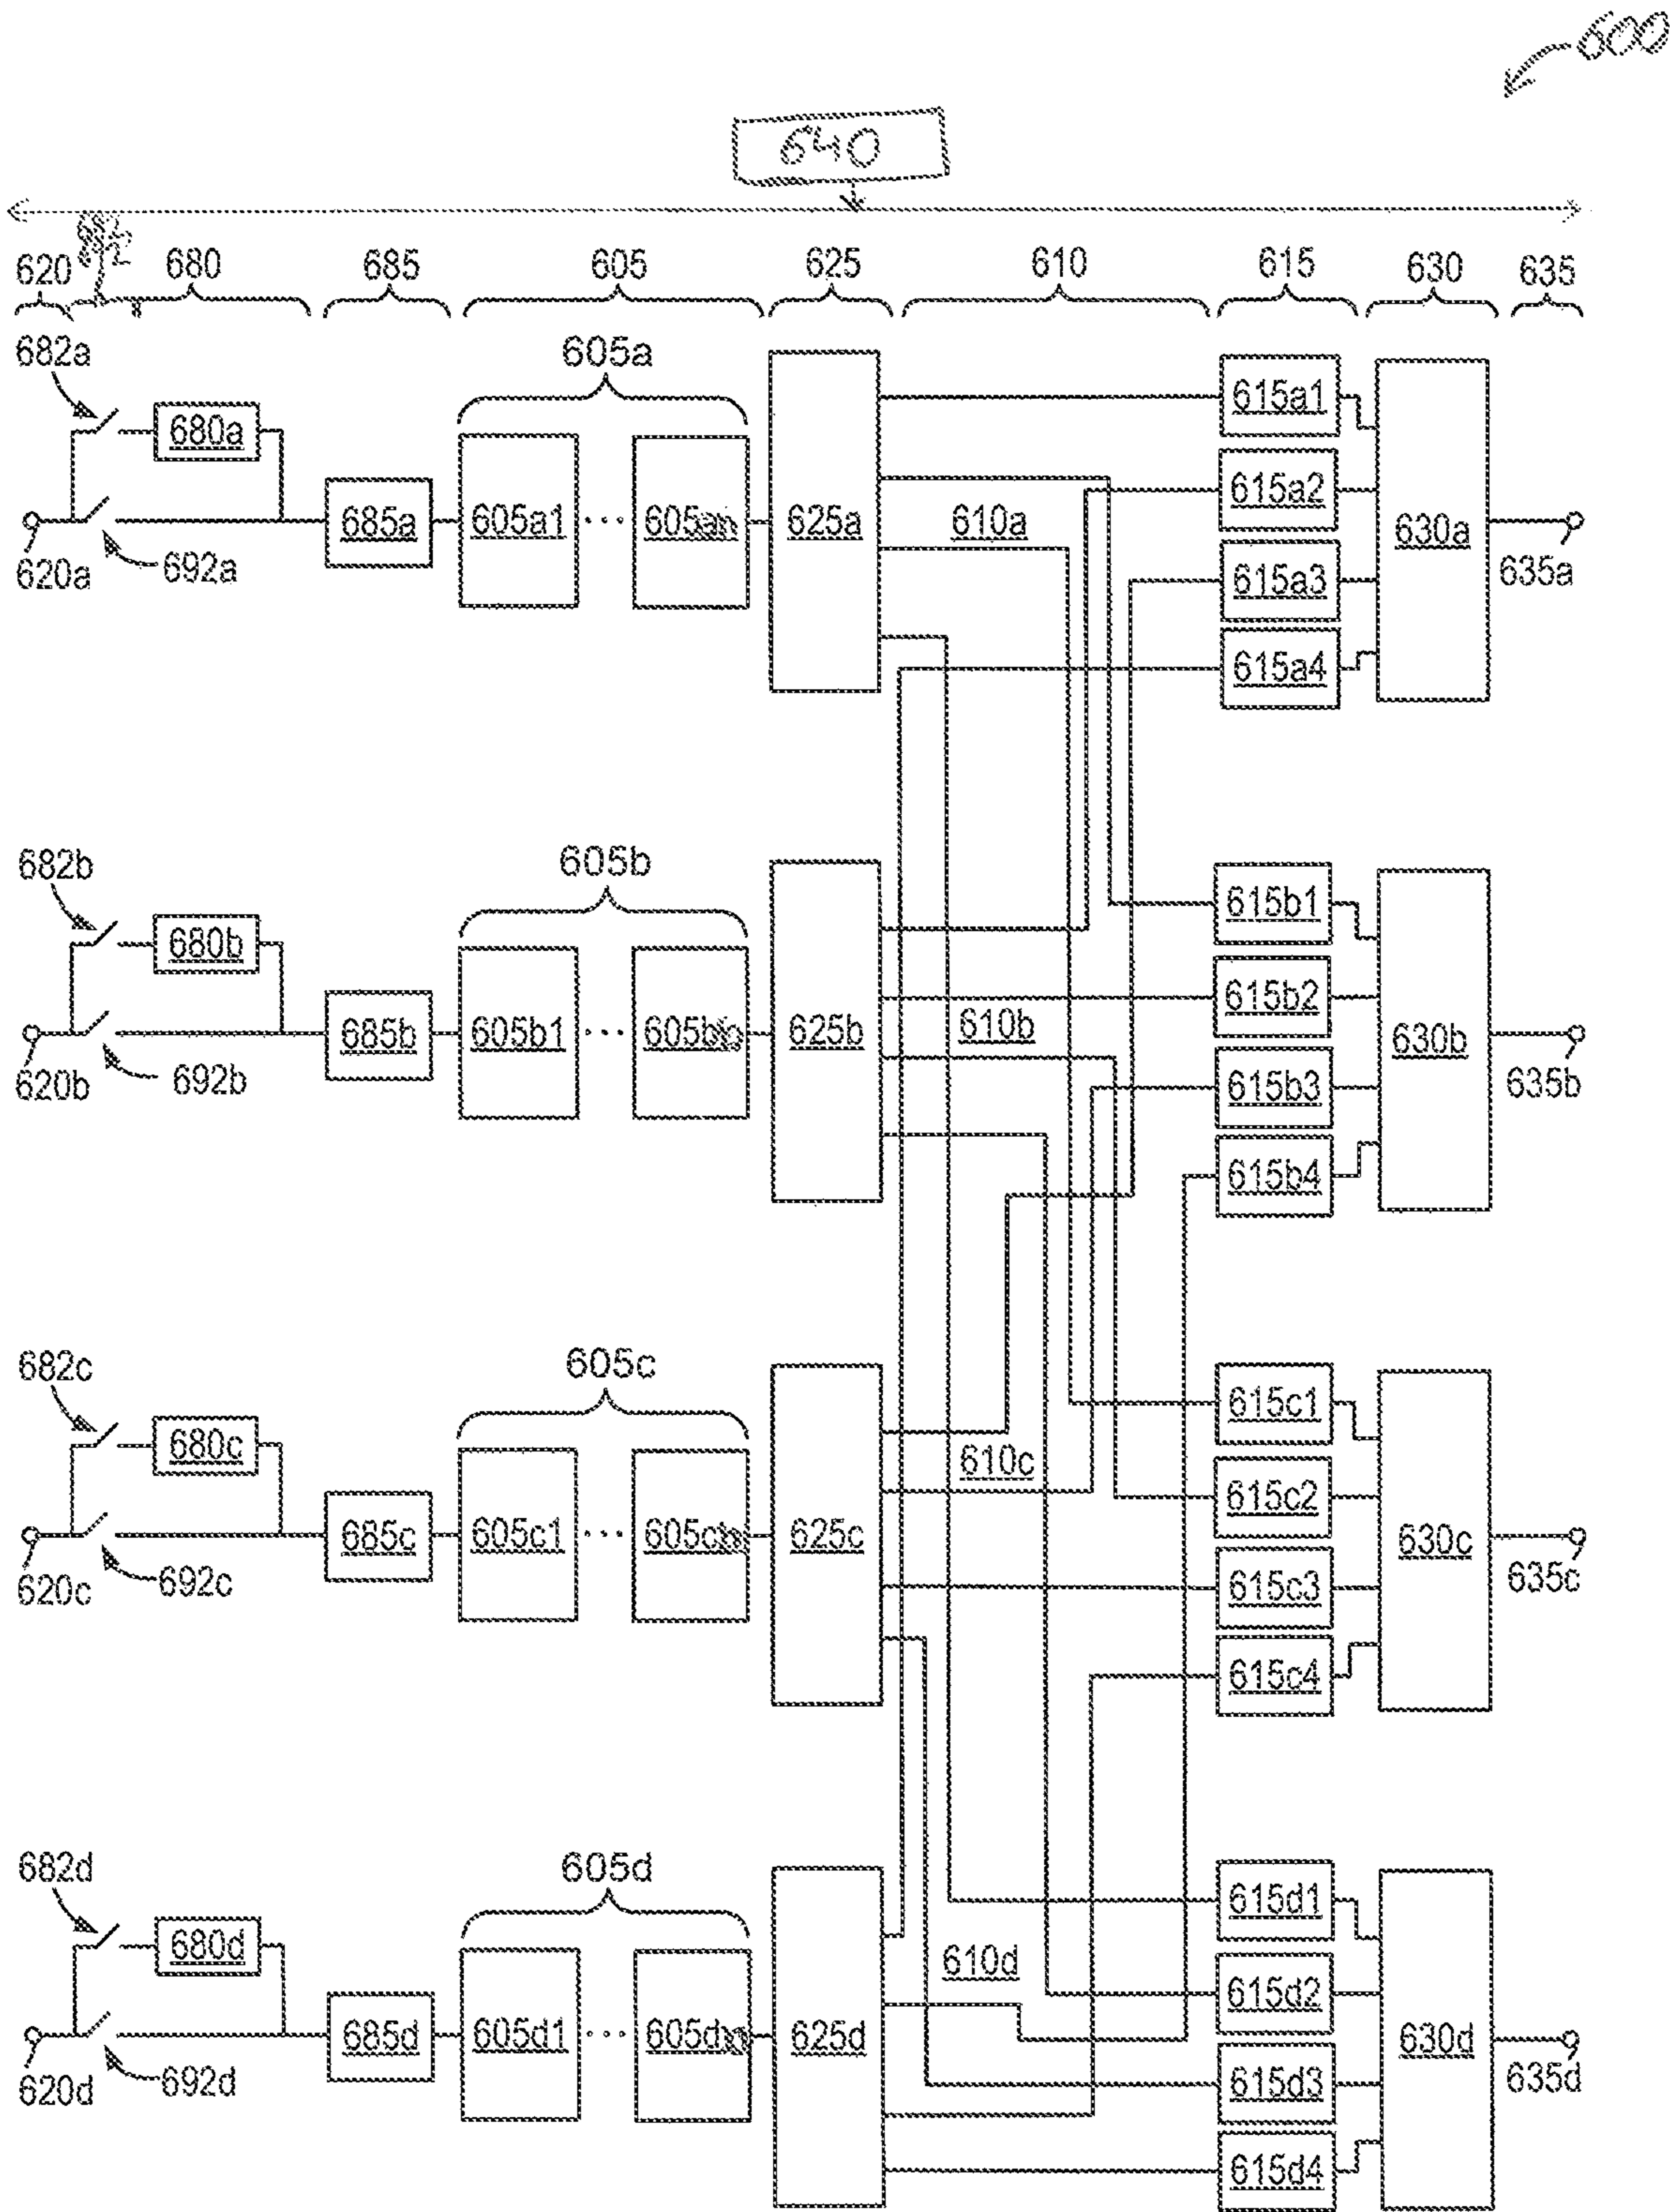 600
640
682
620 680 685 605 625 610 615 630 635
682a 605a
680a 615a1
615a2
685a 605a1 ··· 625a 610a 630a
620a 692a 615a3 635a
615a4
682b 605b
680b 615b1
615b2
685b 605b1 ··· 625b 610b 630b
620b 692b 615b3 635b
615b4
682c 605c
680c 615c1
610c
615c2
685c 605c1 ··· 625c 630c
620c 692c 615c3 635c
615c4
682d 605d
680d 615d1
610d
615d2
685d 605d1 ··· 625d 630d
620d 692d 615d3 635d
615d4